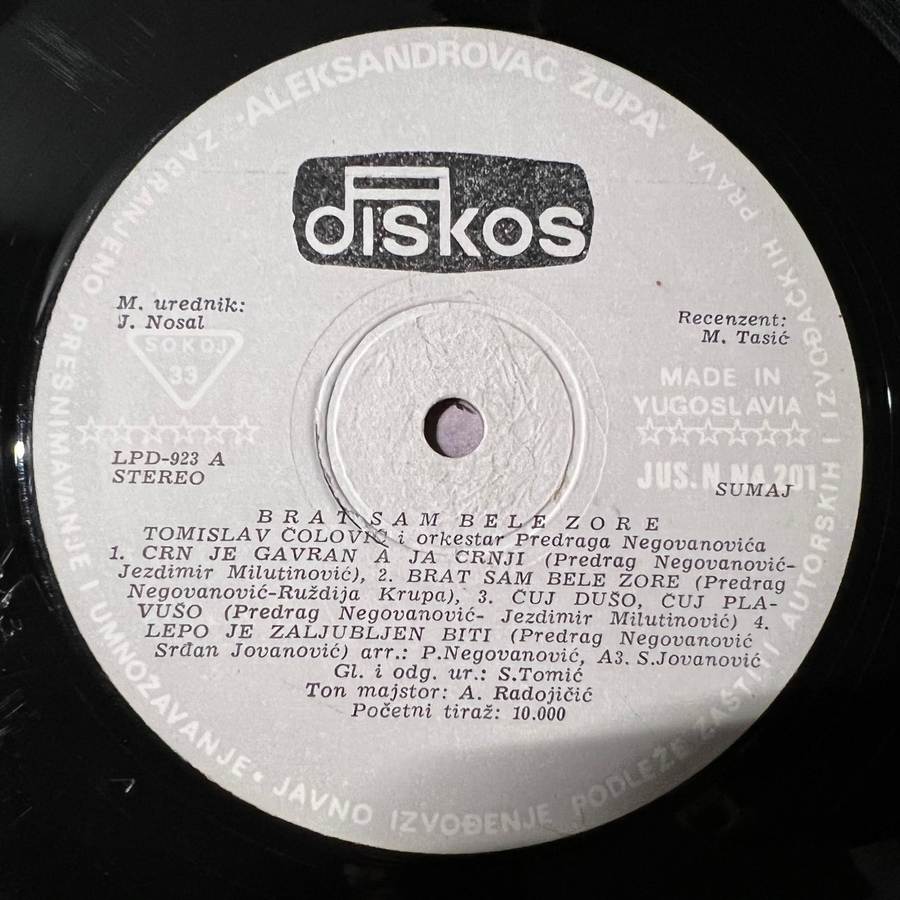 ALEKSANDROVAC ŽUPA
diskos
M. urednik:
J. Nosal
Recenzent:
M. Tasić
SOKOJ
33
MADE IN
YUGOSLAVIA
LPD-923 A
STEREO
JUS. N. N4 201
SUMAJ
BRAT SAM BELE ZORE
TOMISLAV ČOLOVIĆ i orkestar Predraga Negovanovića
1. CRN JE GAVRAN A JA CRNJI (Predrag Negovanović-
Jezdimir Milutinović), 2. BRAT SAM BELE ZORE (Predrag
Negovanović-Ruždija Krupa), 3. ČUJ DUŠO, ČUJ PLA-
VUŠO (Predrag Negovanović- Jezdimir Milutinović) 4.
LEPO JE ZALJUBLJEN BITI (Predrag Negovanović
Srđan Jovanović) arr.: P.Negovanović, A3. S.Jovanović
Gl. i odg. ur.: S.Tomić
Ton majstor: A. Radojičić
Početni tiraž: 10.000
ZABRANJENO PRESNIMAVANJE I UMNOŽAVANJE • JAVNO IZVOĐENJE PODLEŽE ZAŠTITI AUTORSKIH I IZVOĐAČKIH PRAVA